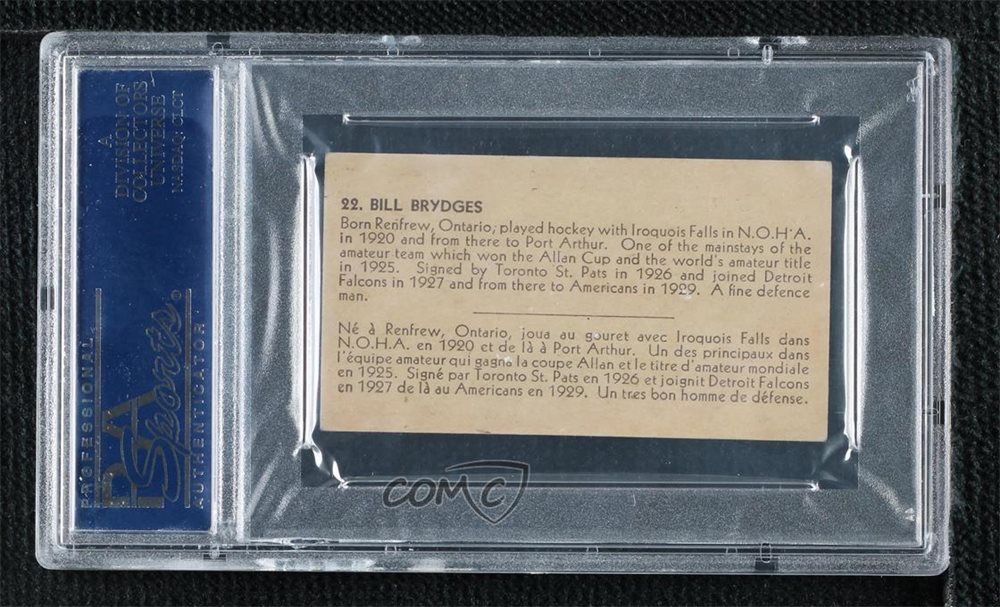 A
DIVISION OF
COLLECTORS
UNIVERSE
NASDAQ: CLCT
PROFESSIONAL
PSA
Sports
AUTHENTICATOR
22. BILL BRYDGES
Born Renfrew, Ontario, played hockey with Iroquois Falls in N.O.H.A.
in 1920 and from there to Port Arthur. One of the mainstays of the
amateur team which won the Allan Cup and the world's amateur title
in 1925. Signed by Toronto St. Pats in 1926 and joined Detroit
Falcons in 1927 and from there to Americans in 1929. A fine defence
man.
Né à Renfrew, Ontario, joua au gouret avec Iroquois Falls dans
N.O.H.A. en 1920 et de là à Port Arthur. Un des principaux dans
l'équipe amateur qui gagna la coupe Allan et le titre d'amateur mondiale
en 1925. Signé par Toronto St. Pats en 1926 et joignit Detroit Falcons
en 1927 de là au Americans en 1929. Un tres bon homme de défense.
COMC